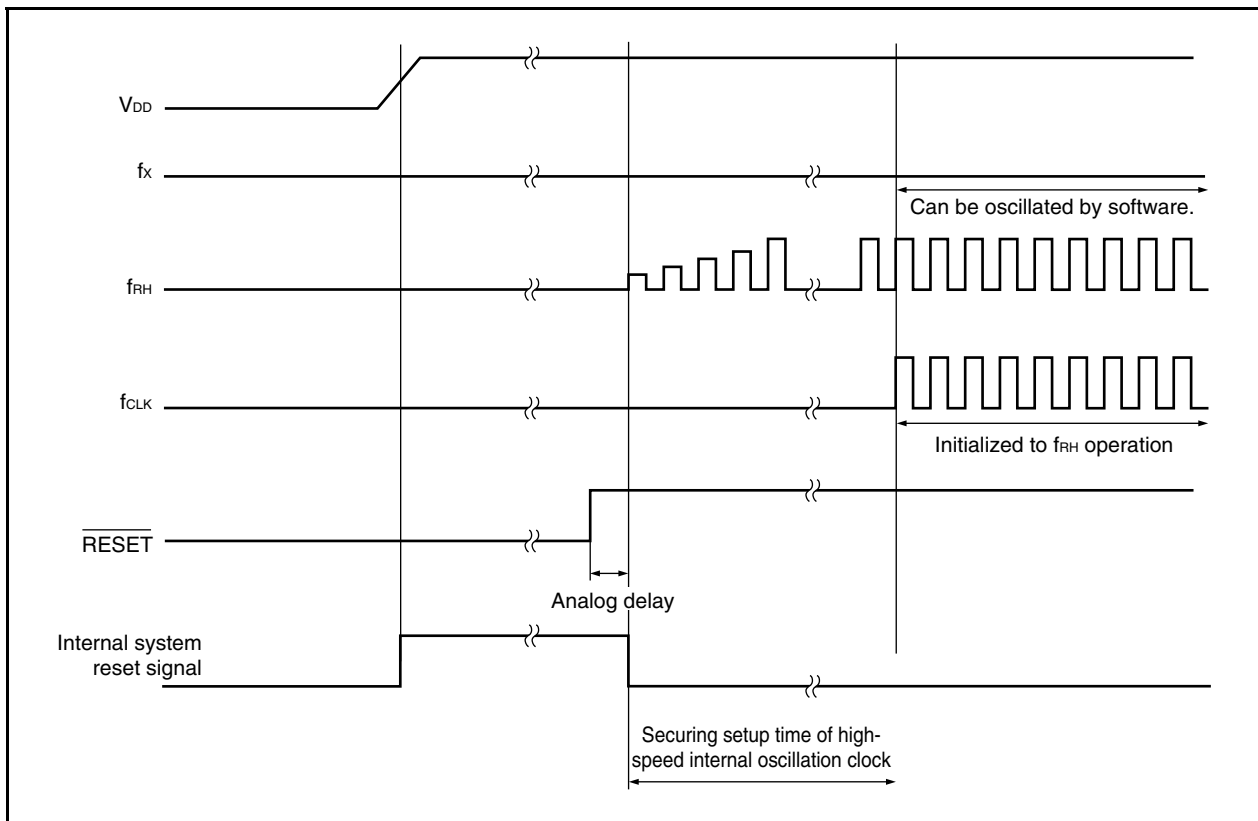 VDD
fX
Can be oscillated by software.
fRH
fCLK
Initialized to fRH operation
RESET
Analog delay
Internal system
reset signal
Securing setup time of high-
speed internal oscillation clock